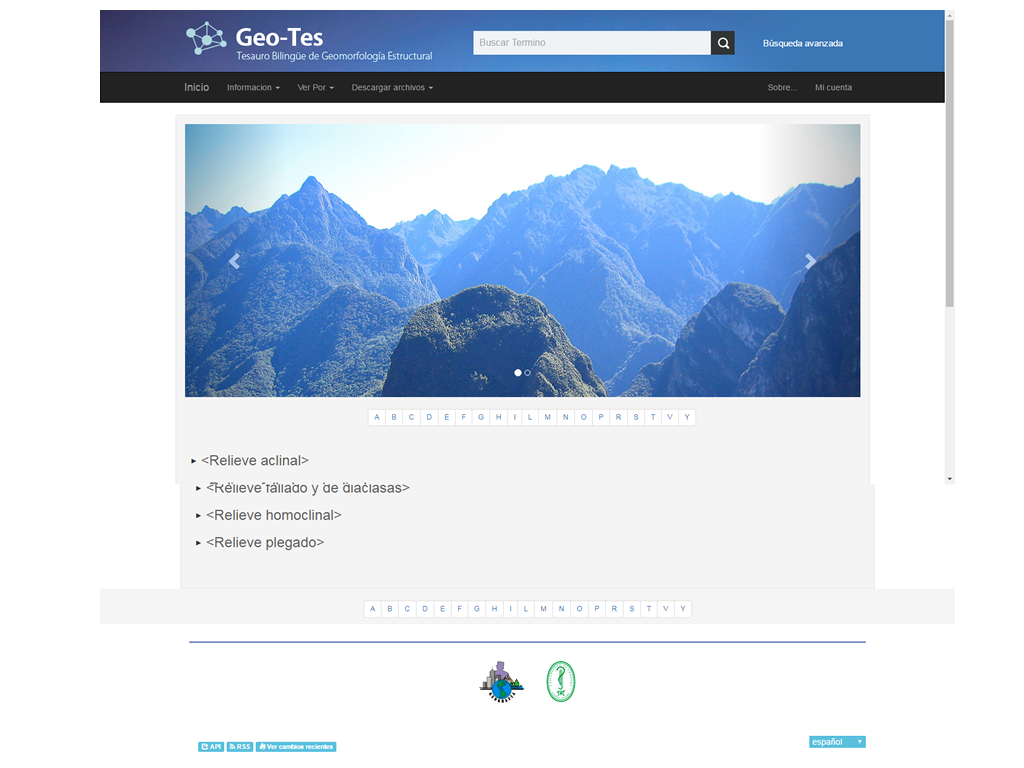 Geo-Tes
Tesauro Bilingüe de Geomorfología Estructural
Buscar Termino
Búsqueda avanzada
Inicio Informacion Ver Por Descargar archivos Sobre... Mi cuenta
A B C D E F G H I L M N O P R S T V Y
<Relieve aclinal>
<Relieve fallado y de diaclasas>
<Relieve homoclinal>
<Relieve plegado>
A B C D E F G H I L M N O P R S T V Y
API RSS Ver cambios recientes español